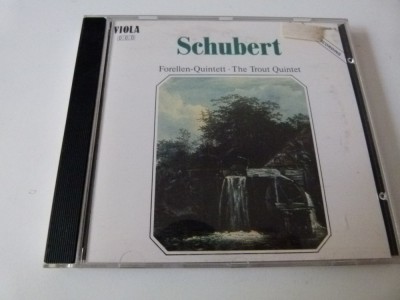 VIOLA
Schubert
Forellen-Quintett · The Trout Quintet